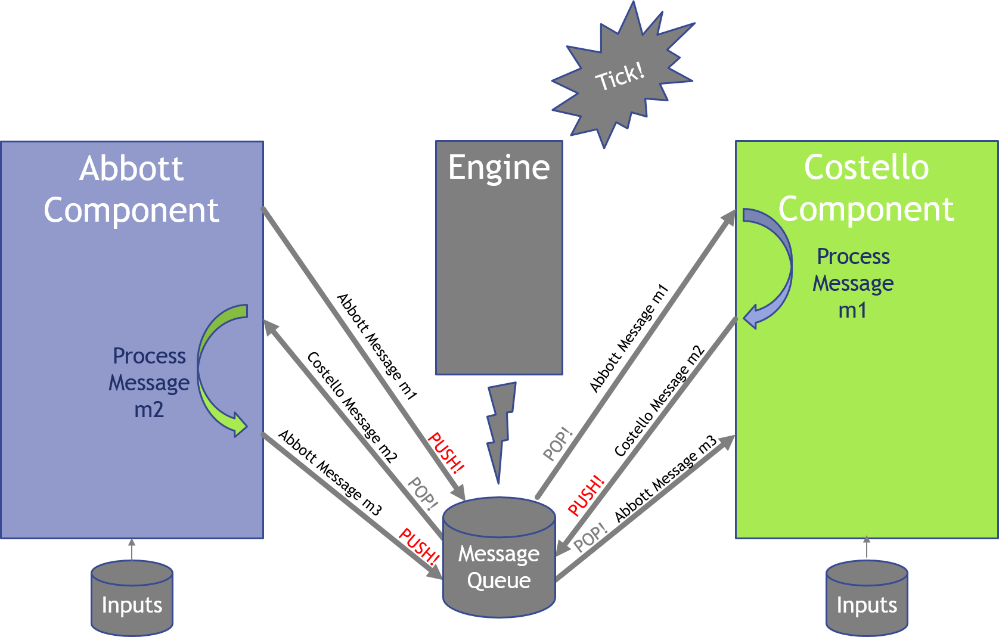 Tick!
Abbott
Component
Engine
Costello
Component
Process
Message
m1
Process
Message
m2
Abbott Message m1
PUSH!
Costello Message m2
POP!
Abbott Message m3
PUSH!
Abbott Message m1
POP!
Costello Message m2
PUSH!
Abbott Message m3
POP!
Message
Queue
Inputs
Inputs